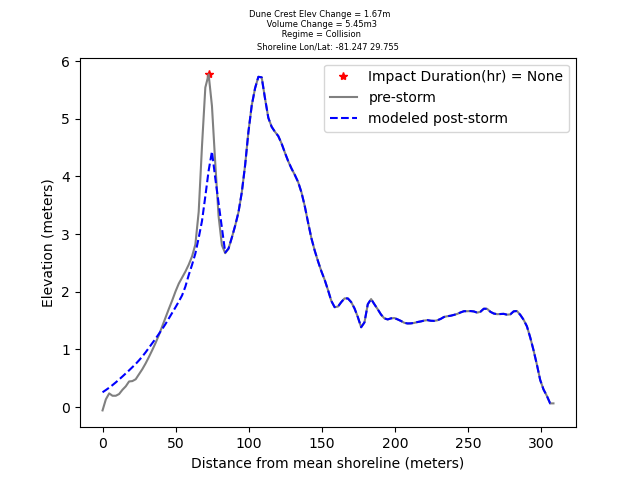 Dune Crest Elev Change = 1.67m
Volume Change = 5.45m3
Regime = Collision
Shoreline Lon/Lat: -81.247 29.755
Impact Duration(hr) = None
pre-storm
modeled post-storm
Elevation (meters)
6
5
4
3
2
1
0
0 50 100 150 200 250 300
Distance from mean shoreline (meters)